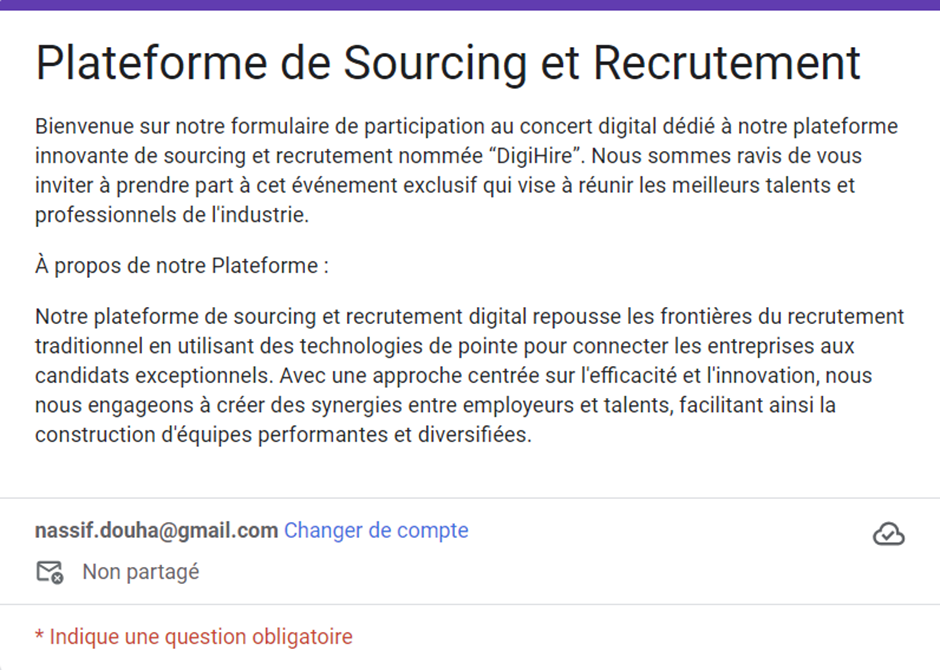 Plateforme de Sourcing et Recrutement
Bienvenue sur notre formulaire de participation au concert digital dédié à notre plateforme
innovante de sourcing et recrutement nommée “DigiHire”. Nous sommes ravis de vous
inviter à prendre part à cet événement exclusif qui vise à réunir les meilleurs talents et
professionnels de l'industrie.
À propos de notre Plateforme :
Notre plateforme de sourcing et recrutement digital repousse les frontières du recrutement
traditionnel en utilisant des technologies de pointe pour connecter les entreprises aux
candidats exceptionnels. Avec une approche centrée sur l'efficacité et l'innovation, nous
nous engageons à créer des synergies entre employeurs et talents, facilitant ainsi la
construction d'équipes performantes et diversifiées.
nassif.douha@gmail.com Changer de compte
Non partagé
* Indique une question obligatoire